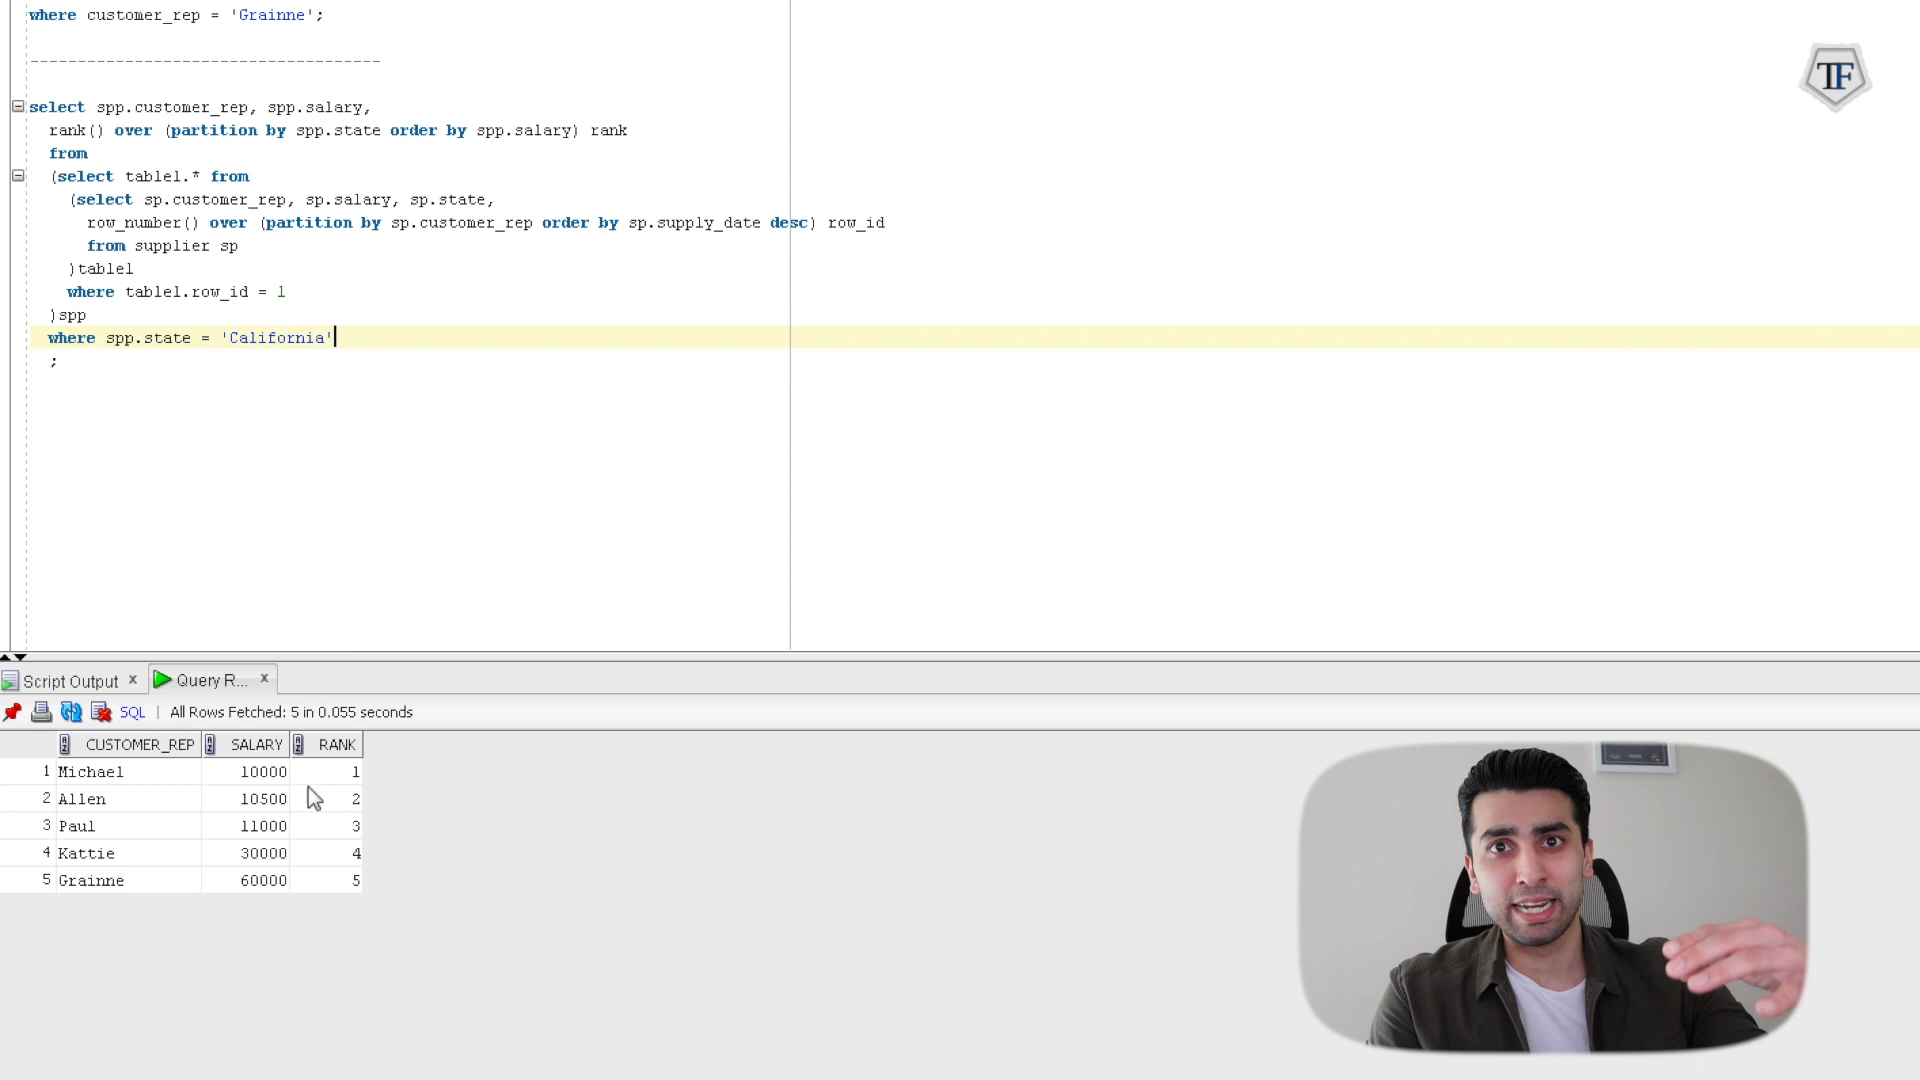 where customer_rep = 'Grainne';
-------------------------------------
TF
select spp.customer_rep, spp.salary,
rank() over (partition by spp.state order by spp.salary) rank
from
(select table1.* from
(select sp.customer_rep, sp.salary, sp.state,
row_number() over (partition by sp.customer_rep order by sp.supply_date desc) row_id
from supplier sp
)table1
where table1.row_id = 1
)spp
where spp.state = 'California'
;
Script Output x Query R... x
SQL | All Rows Fetched: 5 in 0.055 seconds
CUSTOMER_REP SALARY RANK
1 Michael 10000 1
2 Allen 10500 2
3 Paul 11000 3
4 Kattie 30000 4
5 Grainne 60000 5